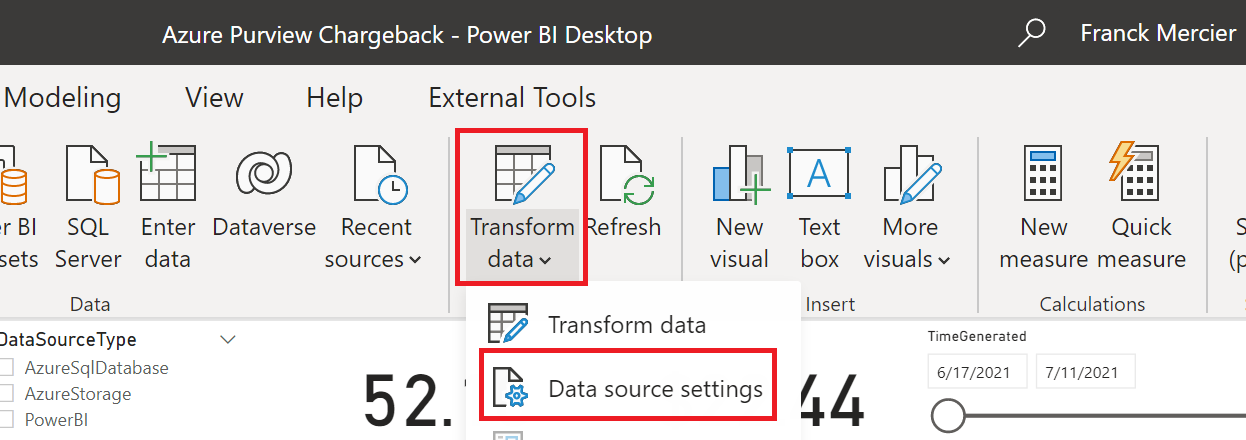 Azure Purview Chargeback - Power BI Desktop
Franck Mercier
Modeling View Help External Tools
BI
SQL
Server
Enter
data
Dataverse
Recent
sources
Transform
data
Refresh
New
visual
Text
box
A
More
visuals
New
measure
Quick
measure
Data
Insert
Calculations
Transform data
Data source settings
DataSourceType
AzureSqlDatabase
AzureStorage
PowerBI
52.
44
TimeGenerated
6/17/2021
7/11/2021